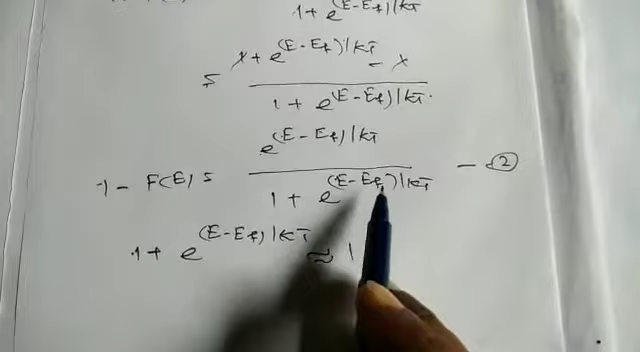 1 + e^(E-Ef)|kT
= 1 + e^(E-Ef)|kT - 1
1 + e^(E-Ef)|kT.
e^(E-Ef)|kT
1 - F(E) = — ②
1 + e^(E-Ef)|kT
1 + e^(E-Ef)|kT ≈ 1